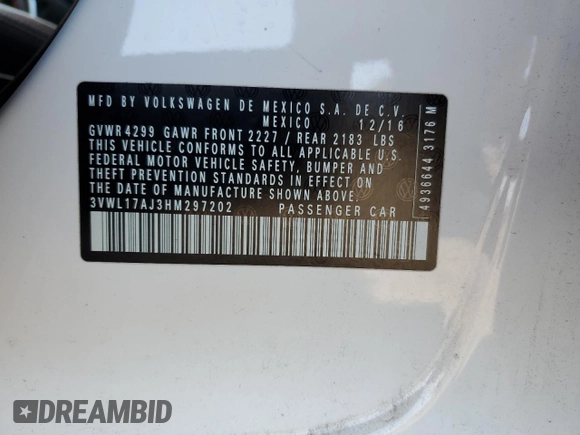 MFD BY VOLKSWAGEN DE MEXICO S.A. DE C.V.
MEXICO 12/16
GVWR 4299 GAWR FRONT 2227 / REAR 2183 LBS
THIS VEHICLE CONFORMS TO ALL APPLICABLE U.S.
FEDERAL MOTOR VEHICLE SAFETY, BUMPER AND
THEFT PREVENTION STANDARDS IN EFFECT ON
THE DATE OF MANUFACTURE SHOWN ABOVE.
3VWL17AJ3HM297202 PASSENGER CAR
4936644 3176 M
DREAMBID